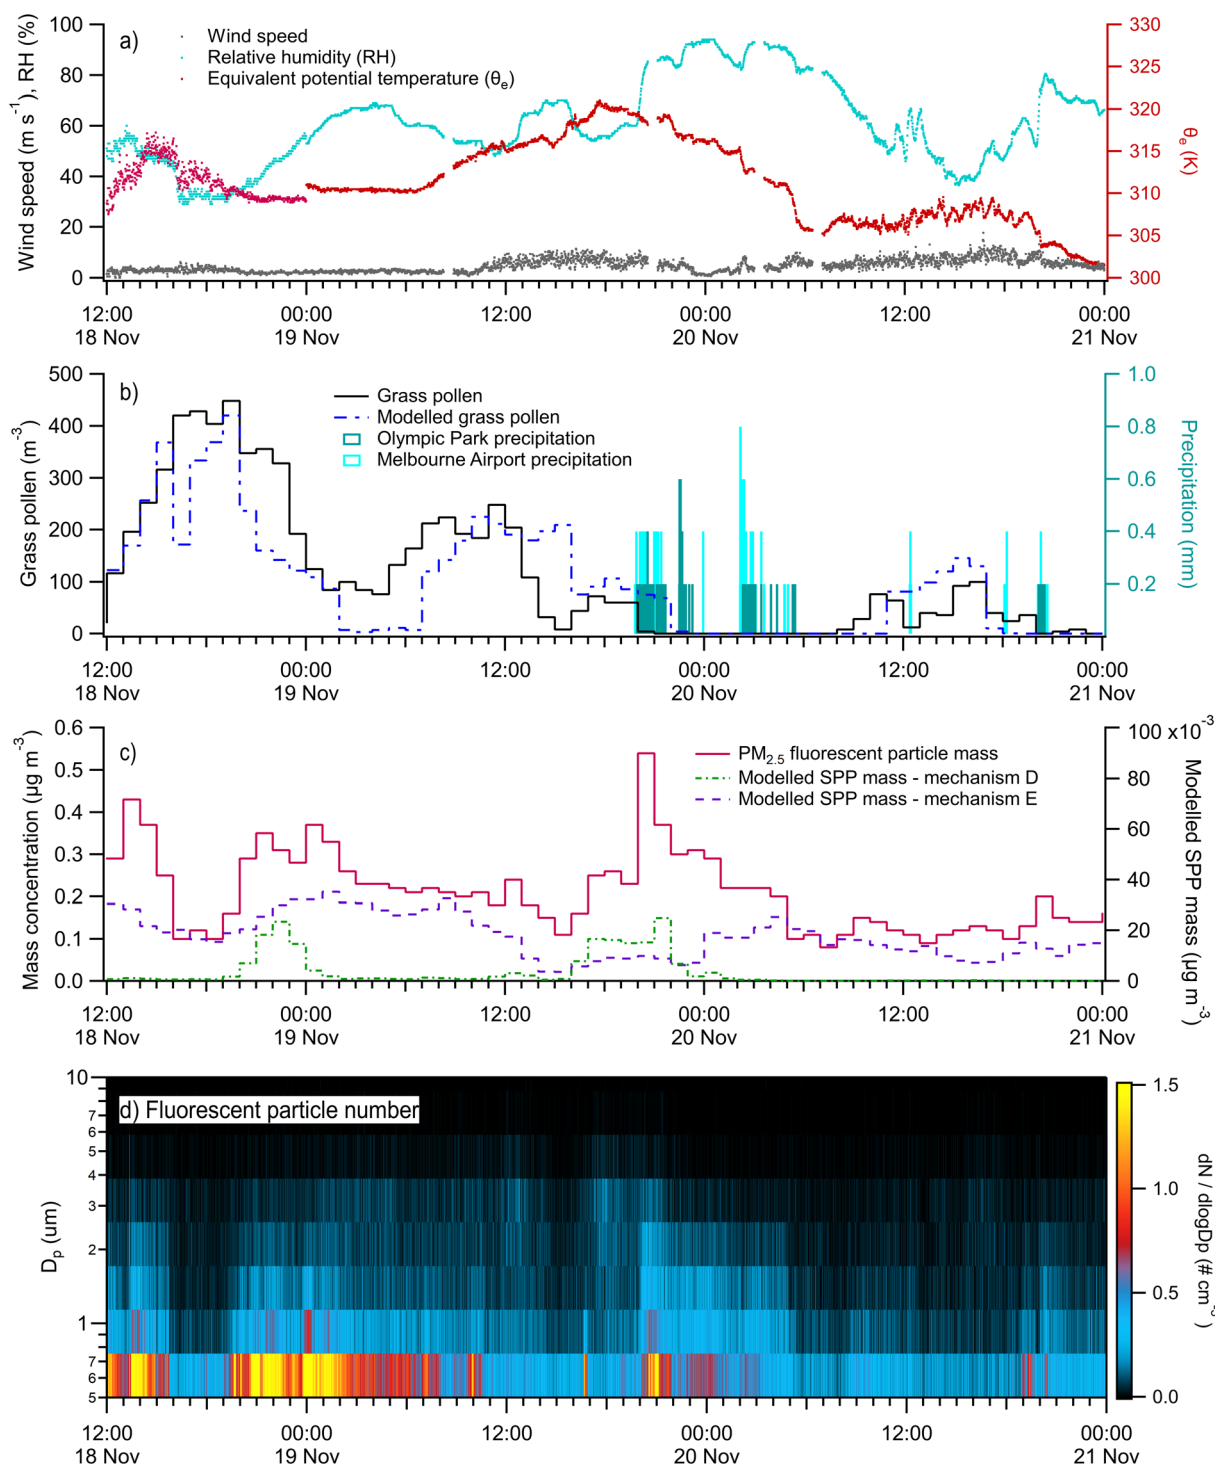 a)
Wind speed
Relative humidity (RH)
Equivalent potential temperature (θe)
Wind speed (m s-1), RH (%)
100
80
60
40
20
0
θe (K)
330
325
320
315
310
305
300
12:00
18 Nov
00:00
19 Nov
12:00
00:00
20 Nov
12:00
00:00
21 Nov
b)
Grass pollen
Modelled grass pollen
Olympic Park precipitation
Melbourne Airport precipitation
Grass pollen (m-3)
500
400
300
200
100
0
Precipitation (mm)
1.0
0.8
0.6
0.4
0.2
12:00
18 Nov
00:00
19 Nov
12:00
00:00
20 Nov
12:00
00:00
21 Nov
c)
PM2.5 fluorescent particle mass
Modelled SPP mass - mechanism D
Modelled SPP mass - mechanism E
Mass concentration (µg m-3)
0.6
0.5
0.4
0.3
0.2
0.1
0.0
Modelled SPP mass (µg m-3)
100 x10-3
80
60
40
20
0
12:00
18 Nov
00:00
19 Nov
12:00
00:00
20 Nov
12:00
00:00
21 Nov
d) Fluorescent particle number
Dp (um)
10
7
6
5
4
3
2
1
7
6
5
dN / dlogDp (# cm-3)
1.5
1.0
0.5
0.0
12:00
18 Nov
00:00
19 Nov
12:00
00:00
20 Nov
12:00
00:00
21 Nov